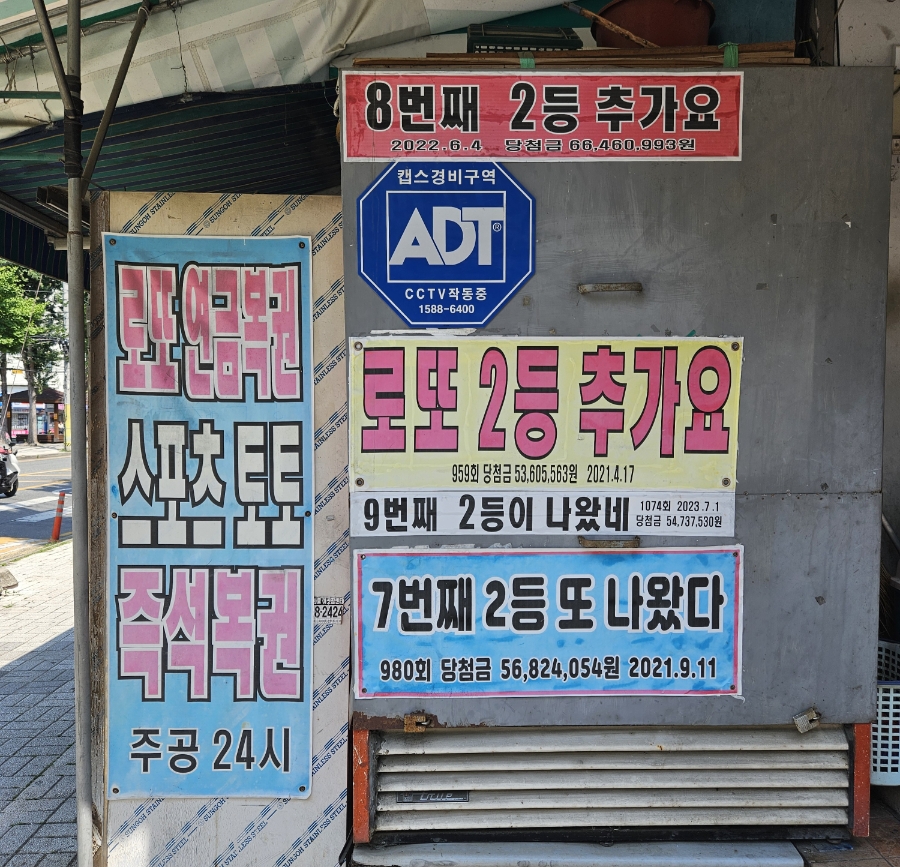 8번째 2등 추가요
2022.6.4 당첨금 66,460,993원
캡스경비구역
ADT®
CCTV작동중
1588-6400
로또 연금복권
스포츠 토토
즉석복권
주공 24시
로또 2등 추가요
959회 당첨금 53,605,563원 2021.4.17
9번째 2등이 나왔네
1074회 2023.7.1
당첨금 54,737,530원
7번째 2등 또 나왔다
980회 당첨금 56,824,054원 2021.9.11
8-2424
SUNGOH STAINLESS STEEL